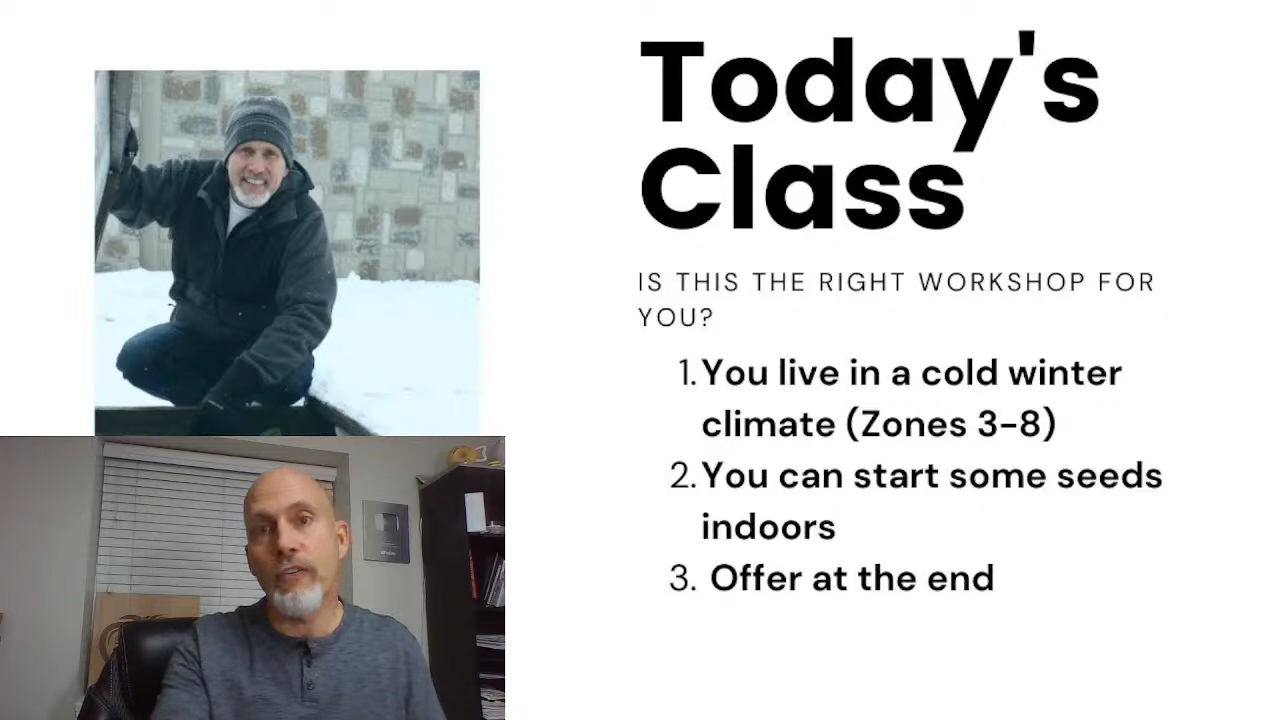 Today's
Class
IS THIS THE RIGHT WORKSHOP FOR
YOU?
1. You live in a cold winter
climate (Zones 3-8)
2. You can start some seeds
indoors
3. Offer at the end